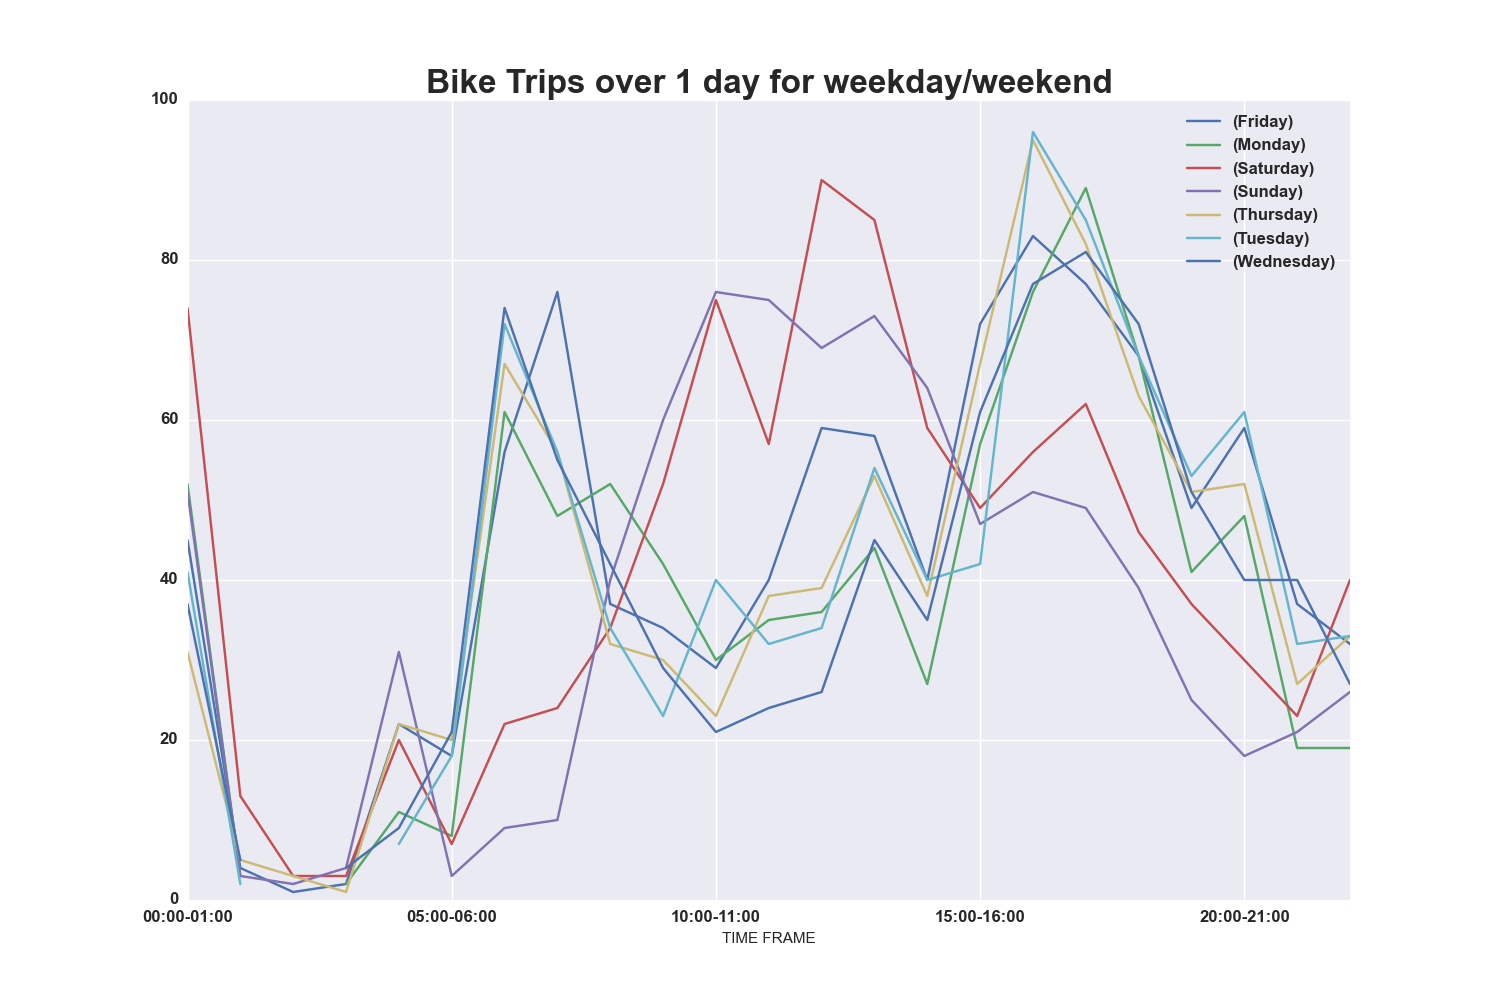 Bike Trips over 1 day for weekday/weekend
100
80
60
40
20
0
(Friday)
(Monday)
(Saturday)
(Sunday)
(Thursday)
(Tuesday)
(Wednesday)
00:00-01:00 05:00-06:00 10:00-11:00 15:00-16:00 20:00-21:00
TIME FRAME